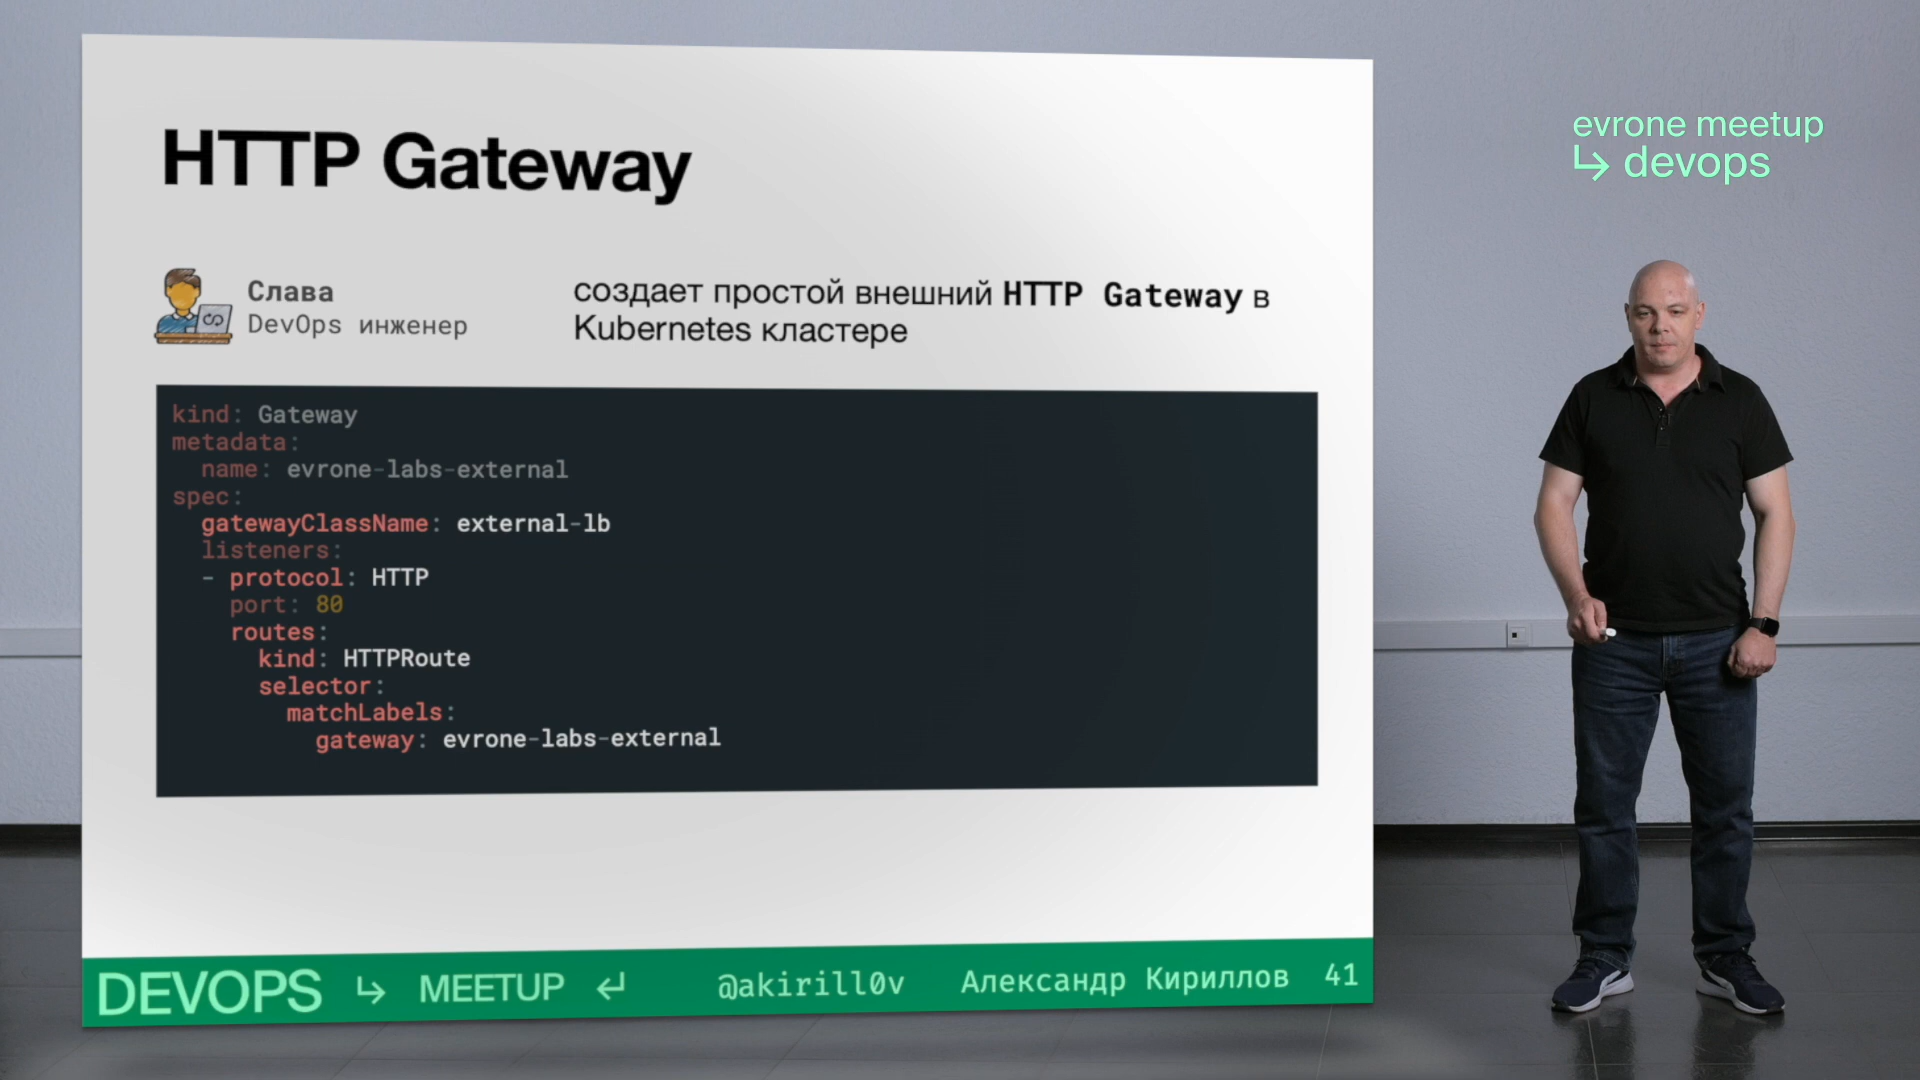 HTTP Gateway
Слава
DevOps инженер
создает простой внешний HTTP Gateway в
Kubernetes кластере
kind: Gateway
metadata:
  name: evrone-labs-external
spec:
  gatewayClassName: external-lb
  listeners:
  - protocol: HTTP
    port: 80
    routes:
      kind: HTTPRoute
      selector:
        matchLabels:
          gateway: evrone-labs-external
DEVOPS ↳ MEETUP ↵ @akirill0v Александр Кириллов 41
evrone meetup
↳ devops